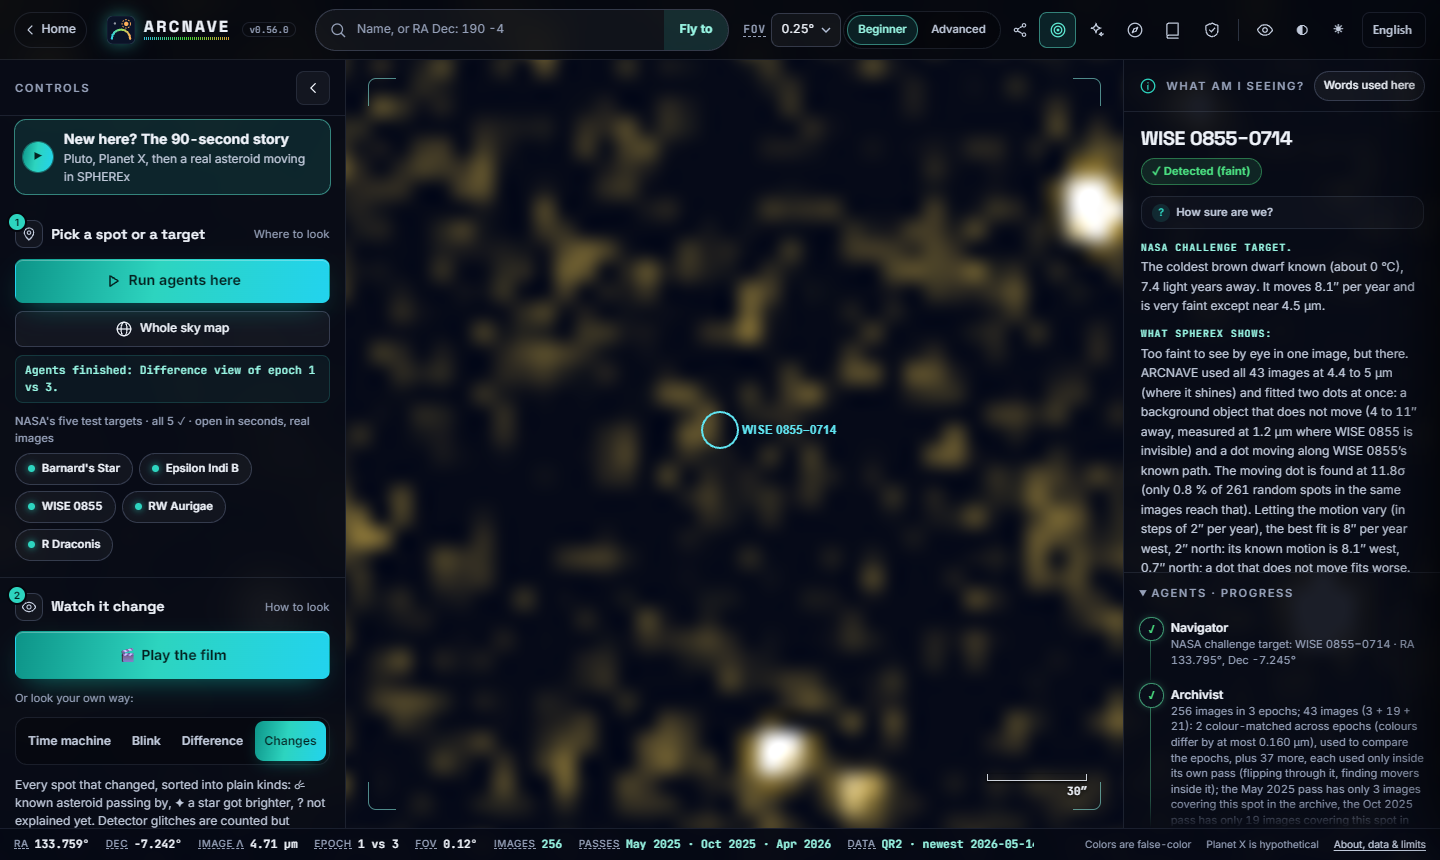 Home
ARCNAVE
v0.56.0
Name, or RA Dec: 190 -4
Fly to
FOV
0.25°
Beginner
Advanced
English
CONTROLS
New here? The 90-second story
Pluto, Planet X, then a real asteroid moving
in SPHEREx
1
Pick a spot or a target
Where to look
Run agents here
Whole sky map
Agents finished: Difference view of epoch 1
vs 3.
NASA's five test targets · all 5 ✓ · open in seconds, real
images
Barnard's Star
Epsilon Indi B
WISE 0855
RW Aurigae
R Draconis
2
Watch it change
How to look
Play the film
Or look your own way:
Time machine
Blink
Difference
Changes
Every spot that changed, sorted into plain kinds: ☄
known asteroid passing by, ✦ a star got brighter, ? not
explained yet. Detector glitches are counted but
WISE 0855−0714
30″
WHAT AM I SEEING?
Words used here
WISE 0855−0714
✓ Detected (faint)
? How sure are we?
NASA CHALLENGE TARGET.
The coldest brown dwarf known (about 0 °C),
7.4 light years away. It moves 8.1″ per year and
is very faint except near 4.5 µm.
WHAT SPHEREX SHOWS:
Too faint to see by eye in one image, but there.
ARCNAVE used all 43 images at 4.4 to 5 µm
(where it shines) and fitted two dots at once: a
background object that does not move (4 to 11″
away, measured at 1.2 µm where WISE 0855 is
invisible) and a dot moving along WISE 0855's
known path. The moving dot is found at 11.8σ
(only 0.8 % of 261 random spots in the same
images reach that). Letting the motion vary (in
steps of 2″ per year), the best fit is 8″ per year
west, 2″ north: its known motion is 8.1″ west,
0.7″ north; a dot that does not move fits worse.
▾ AGENTS · PROGRESS
Navigator
NASA challenge target: WISE 0855−0714 · RA
133.795°, Dec -7.245°
Archivist
256 images in 3 epochs; 43 images (3 + 19 +
21): 2 colour-matched across epochs (colours
differ by at most 0.160 µm), used to compare
the epochs, plus 37 more, each used only inside
its own pass (flipping through it, finding movers
inside it); the May 2025 pass has only 3 images
covering this spot in the archive, the Oct 2025
pass has only 19 images covering this spot in
RA 133.759° DEC -7.242° IMAGE Λ 4.71 µm EPOCH 1 vs 3 FOV 0.12° IMAGES 256 PASSES May 2025 · Oct 2025 · Apr 2026 DATA QR2 · newest 2026-05-1
Colors are false-color
Planet X is hypothetical
About, data & limits